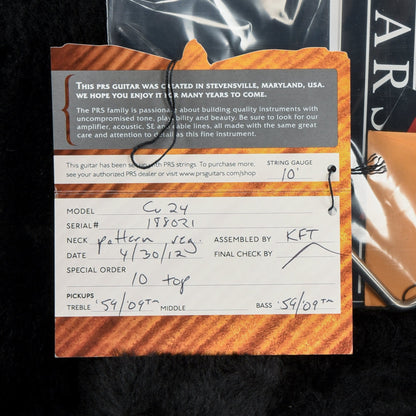 THIS PRS GUITAR WAS CREATED IN STEVENSVILLE, MARYLAND, USA.
WE HOPE YOU ENJOY IT FOR MANY YEARS TO COME.
The PRS family is passionate about building quality instruments with
uncompromised tone, playability and beauty. Be sure to look for our
amplifier, acoustic, SE and cable lines, all made with the same great
care and attention to detail as this fine instrument.
This guitar has been set up with PRS strings. To purchase more,
see your authorized PRS dealer or visit www.prsguitars.com/shop
STRING GAUGE
10'
MODEL Cu 24
SERIAL# 188021
NECK pattern reg. ASSEMBLED BY KFT
DATE 4/30/12 FINAL CHECK BY
SPECIAL ORDER 10 top
PICKUPS
TREBLE '59/'09™ MIDDLE BASS '59/'09™
ARS